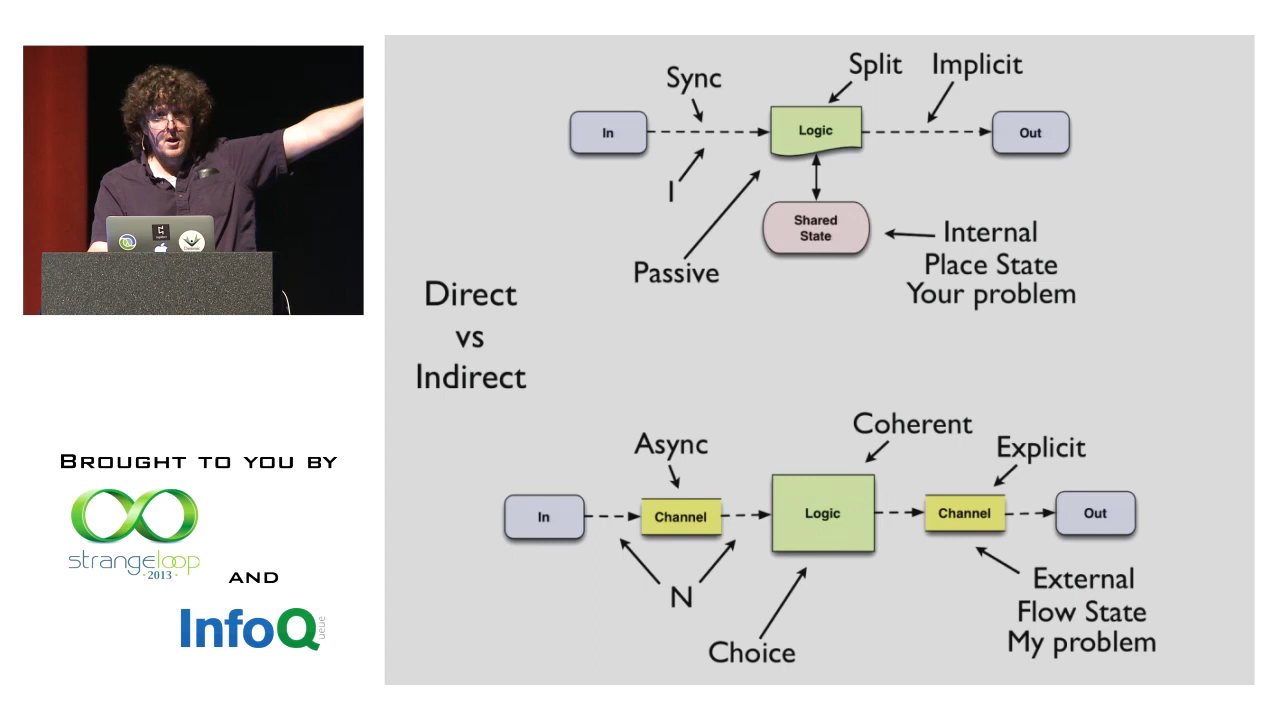 Sync
Split
Implicit
In
Logic
Out
I
Shared
State
Passive
Internal
Place State
Your problem
Direct
vs
Indirect
Coherent
Async
Explicit
In
Channel
Logic
Channel
Out
N
External
Flow State
My problem
Choice
BROUGHT TO YOU BY
strangeloop
·2013·
AND
InfoQ
ueue